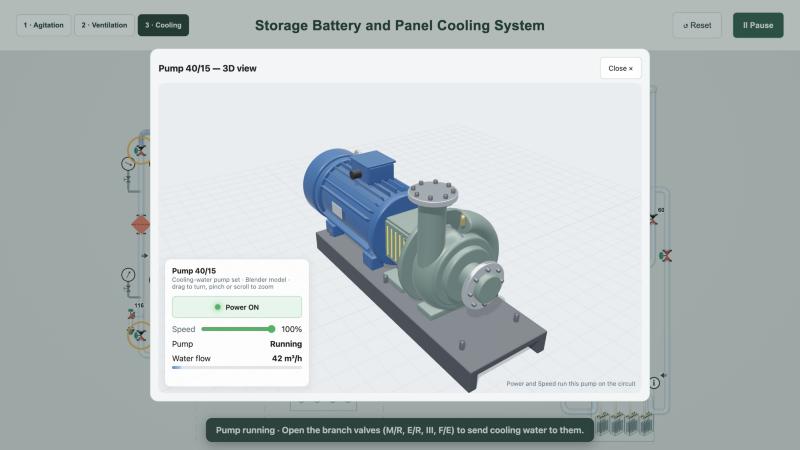 1 · Agitation
2 · Ventilation
3 · Cooling
Storage Battery and Panel Cooling System
↺ Reset
II Pause
Pump 40/15 — 3D view
Close ×
Pump 40/15
Cooling-water pump set · Blender model ·
drag to turn, pinch or scroll to zoom
Power ON
Speed 100%
Pump Running
Water flow 42 m³/h
Power and Speed run this pump on the circuit
116
60
i
Pump running · Open the branch valves (M/R, E/R, III, F/E) to send cooling water to them.